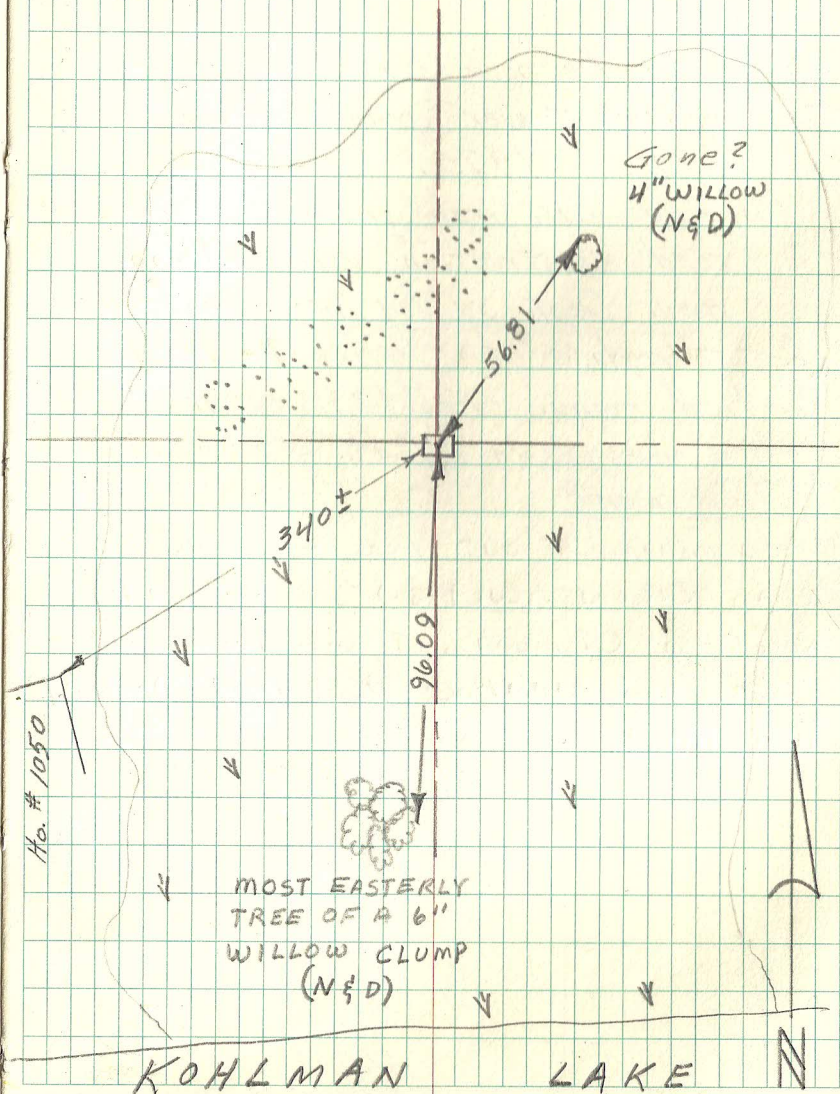 Gone?
4" WILLOW
(N & D)
56.81
340±
96.09
Ho. # 1050
MOST EASTERLY
TREE OF A 6"
WILLOW CLUMP
(N & D)
KOHLMAN LAKE
N